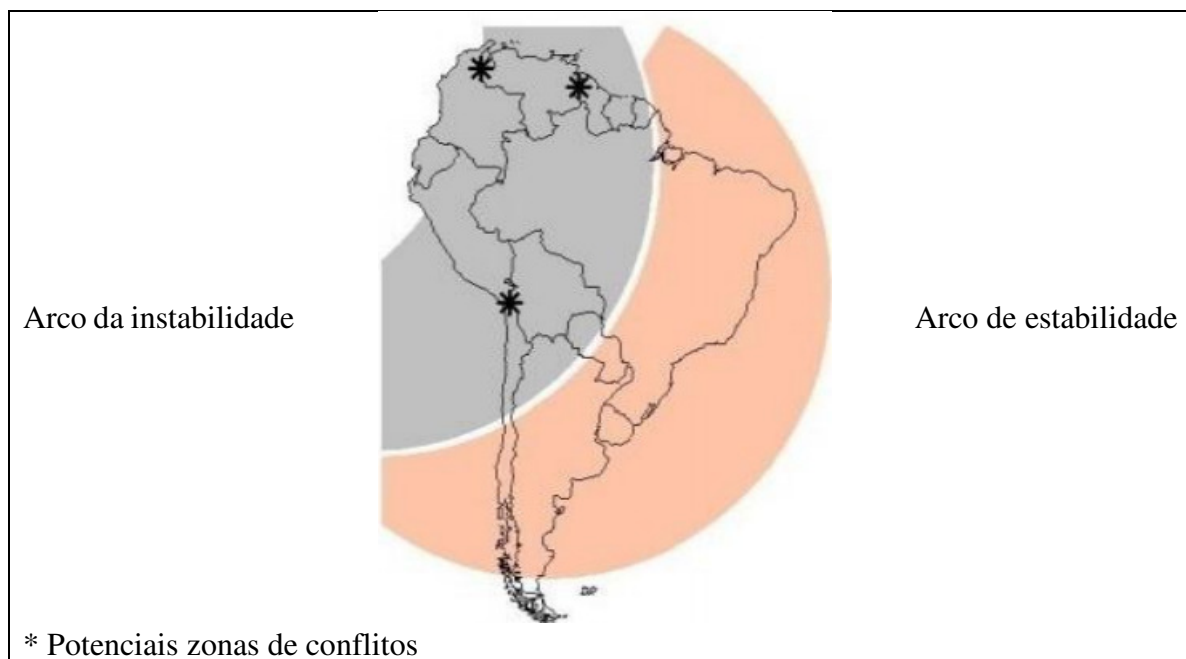 Arco da instabilidade
Arco de estabilidade
* Potenciais zonas de conflitos